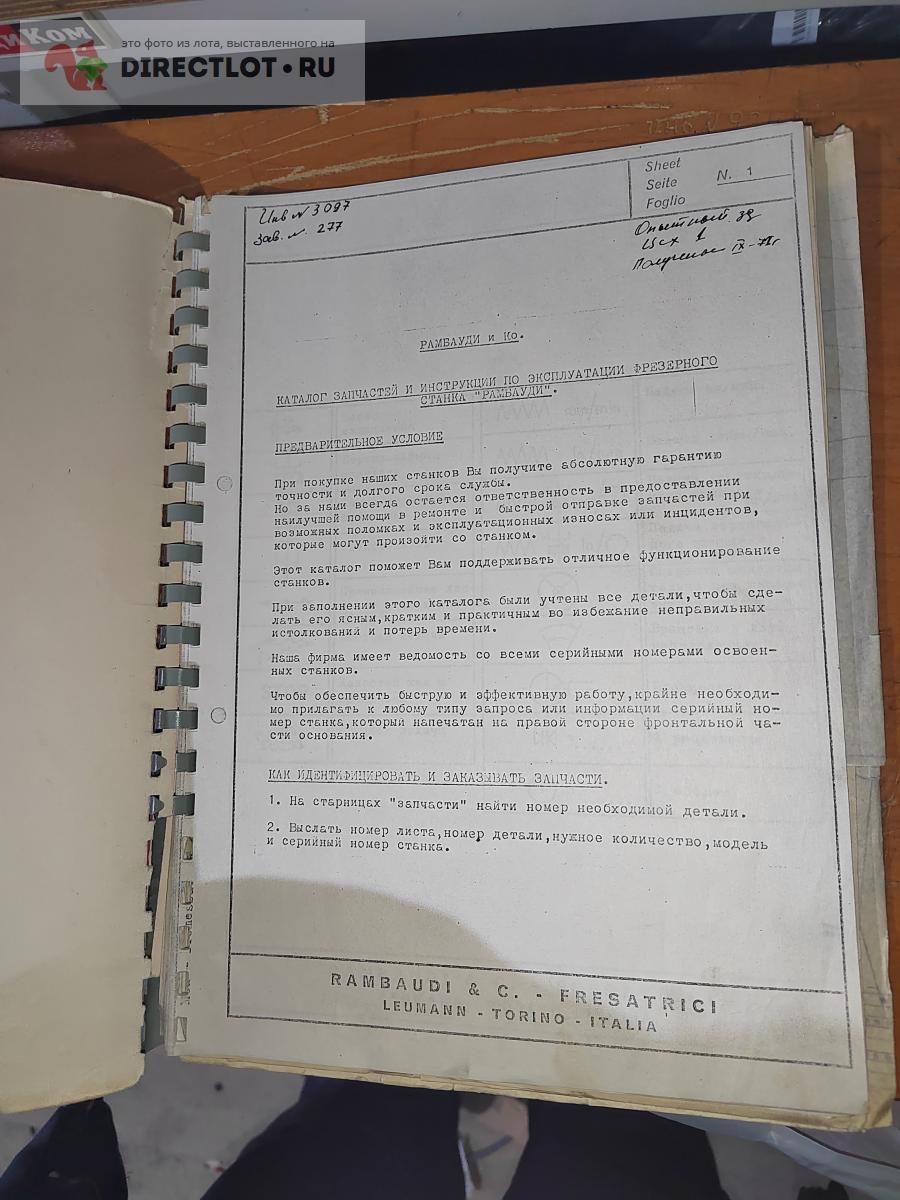 иКом
это фото из лота, выставленного на
DIRECTLOT.RU
Sheet
Seite
Foglio
N. 1
Инв N 3097
Зав. N. 277
Опытный
цех 1
Получено IX-
РАМБАУДИ и Ко.
КАТАЛОГ ЗАПЧАСТЕЙ И ИНСТРУКЦИИ ПО ЭКСПЛУАТАЦИИ ФРЕЗЕРНОГО
СТАНКА "РАМБАУДИ".
ПРЕДВАРИТЕЛЬНОЕ УСЛОВИЕ
При покупке наших станков Вы получите абсолютную гарантию
точности и долгого срока службы.
Но за нами всегда остается ответственность в предоставлении
наилучшей помощи в ремонте и быстрой отправке запчастей при
возможных поломках и эксплуатационных износах или инцидентов,
которые могут произойти со станком.
Этот каталог поможет Вам поддерживать отличное функционирование
станков.
При заполнении этого каталога были учтены все детали,чтобы сде-
лать его ясным,кратким и практичным во избежание неправильных
истолкований и потерь времени.
Наша фирма имеет ведомость со всеми серийными номерами освоен-
ных станков.
Чтобы обеспечить быструю и эффективную работу,крайне необходи-
мо прилагать к любому типу запроса или информации серийный но-
мер станка,который напечатан на правой стороне фронтальной ча-
сти основания.
КАК ИДЕНТИФИЦИРОВАТЬ И ЗАКАЗЫВАТЬ ЗАПЧАСТИ.
1. На старницах "запчасти" найти номер необходимой детали.
2. Выслать номер листа,номер детали,нужное количество,модель
и серийный номер станка.
RAMBAUDI & C. - FRESATRICI
LEUMANN - TORINO - ITALIA